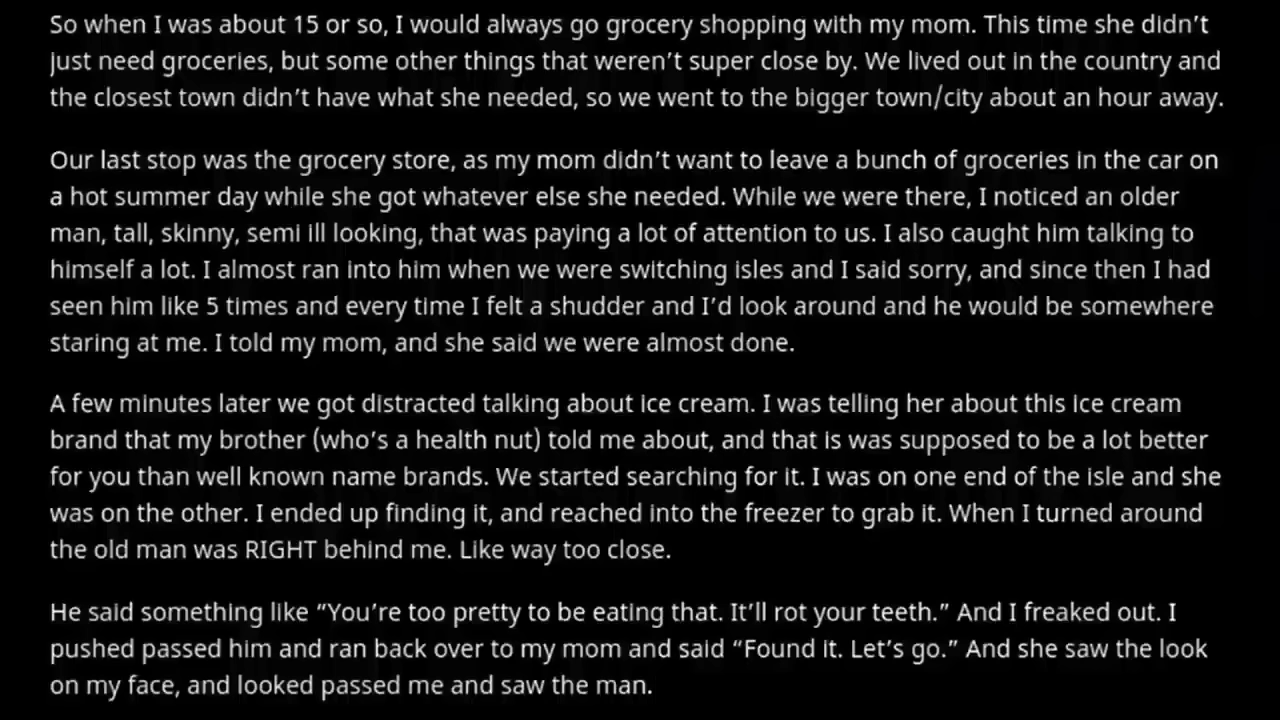 So when I was about 15 or so, I would always go grocery shopping with my mom. This time she didn’t
just need groceries, but some other things that weren’t super close by. We lived out in the country and
the closest town didn’t have what she needed, so we went to the bigger town/city about an hour away.
Our last stop was the grocery store, as my mom didn’t want to leave a bunch of groceries in the car on
a hot summer day while she got whatever else she needed. While we were there, I noticed an older
man, tall, skinny, semi ill looking, that was paying a lot of attention to us. I also caught him talking to
himself a lot. I almost ran into him when we were switching isles and I said sorry, and since then I had
seen him like 5 times and every time I felt a shudder and I’d look around and he would be somewhere
staring at me. I told my mom, and she said we were almost done.
A few minutes later we got distracted talking about ice cream. I was telling her about this ice cream
brand that my brother (who’s a health nut) told me about, and that is was supposed to be a lot better
for you than well known name brands. We started searching for it. I was on one end of the isle and she
was on the other. I ended up finding it, and reached into the freezer to grab it. When I turned around
the old man was RIGHT behind me. Like way too close.
He said something like “You’re too pretty to be eating that. It’ll rot your teeth.” And I freaked out. I
pushed passed him and ran back over to my mom and said “Found it. Let’s go.” And she saw the look
on my face, and looked passed me and saw the man.